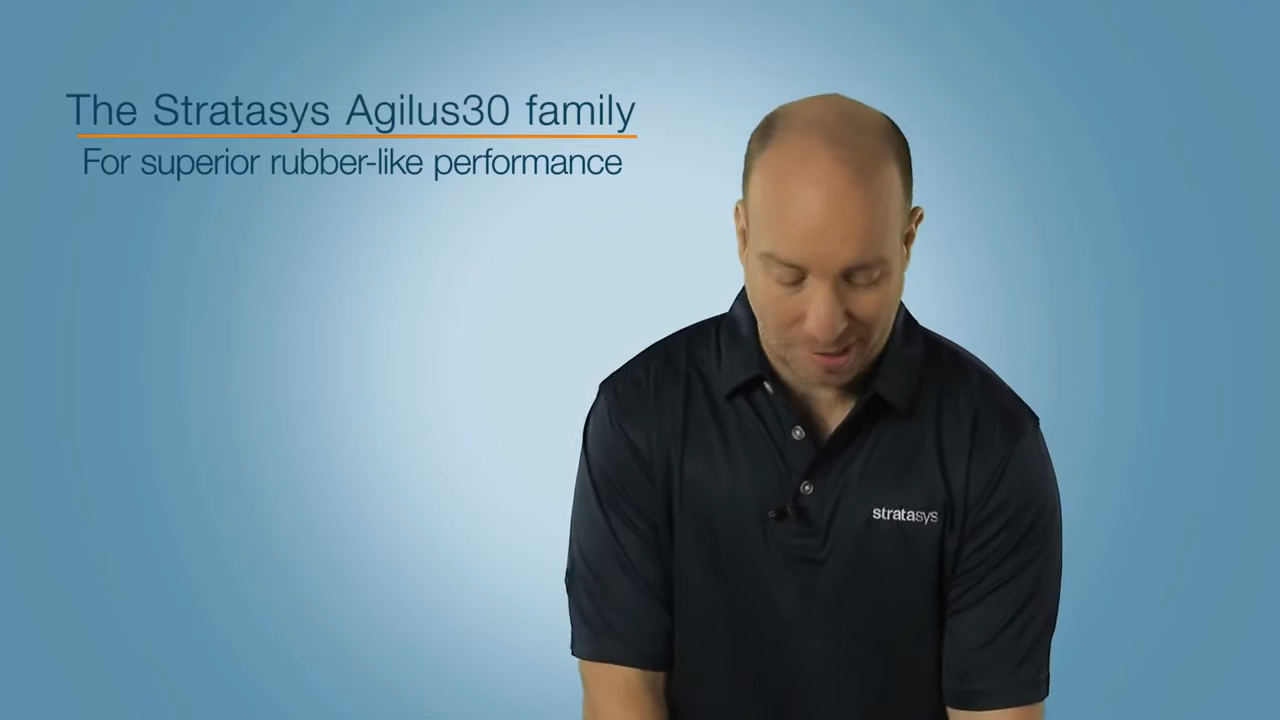 The Stratasys Agilus30 family
For superior rubber-like performance
stratasys